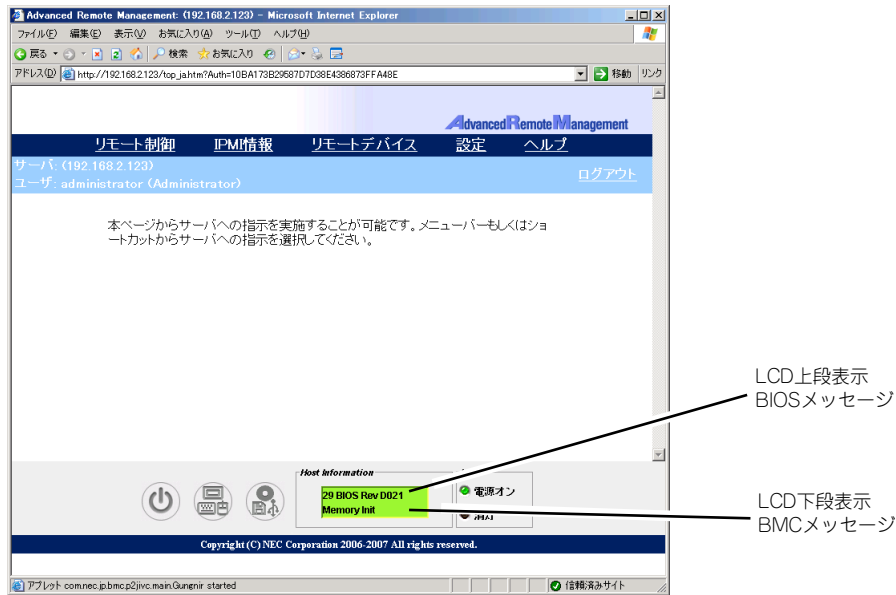 Advanced Remote Management: (192.168.2.123) - Microsoft Internet Explorer
ファイル(F) 編集(E) 表示(V) お気に入り(A) ツール(T) ヘルプ(H)
戻る 検索 お気に入り
アドレス(D) http://192.168.2.123/top_ja.htm?Auth=10BA173B29587D7D38E4386873FFA48E 移動 リンク
Advanced Remote Management
リモート制御 IPMI情報 リモートデバイス 設定 ヘルプ
サーバ: (192.168.2.123)
ユーザ: administrator (Administrator)
ログアウト
本ページからサーバへの指示を実施することが可能です。メニューバーもしくはショ
ートカットからサーバへの指示を選択してください。
LCD上段表示
BIOSメッセージ
Host Information
29 BIOS Rev D021
Memory Init
電源オン
消灯
LCD下段表示
BMCメッセージ
Copyright (C) NEC Corporation 2006-2007 All rights reserved.
アプレット com.nec.jp.bmc.p2jivc.main.Gungnir started 信頼済みサイト